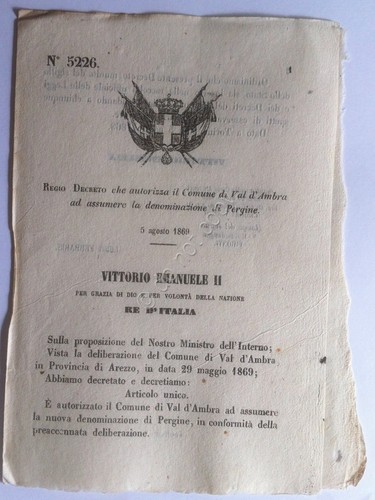 N° 5226.
REGIO DECRETO che autorizza il Comune di Val d'Ambra
ad assumere la denominazione di Pergine.
5 agosto 1869
VITTORIO EMANUELE II
PER GRAZIA DI DIO E PER VOLONTÀ DELLA NAZIONE
RE D'ITALIA
Sulla proposizione del Nostro Ministro dell'Interno;
Vista la deliberazione del Comune di Val d'Ambra
in Provincia di Arezzo, in data 29 maggio 1869;
Abbiamo decretato e decretiamo:
Articolo unico.
È autorizzato il Comune di Val d'Ambra ad assumere
la nuova denominazione di Pergine, in conformità della
prescennata deliberazione.